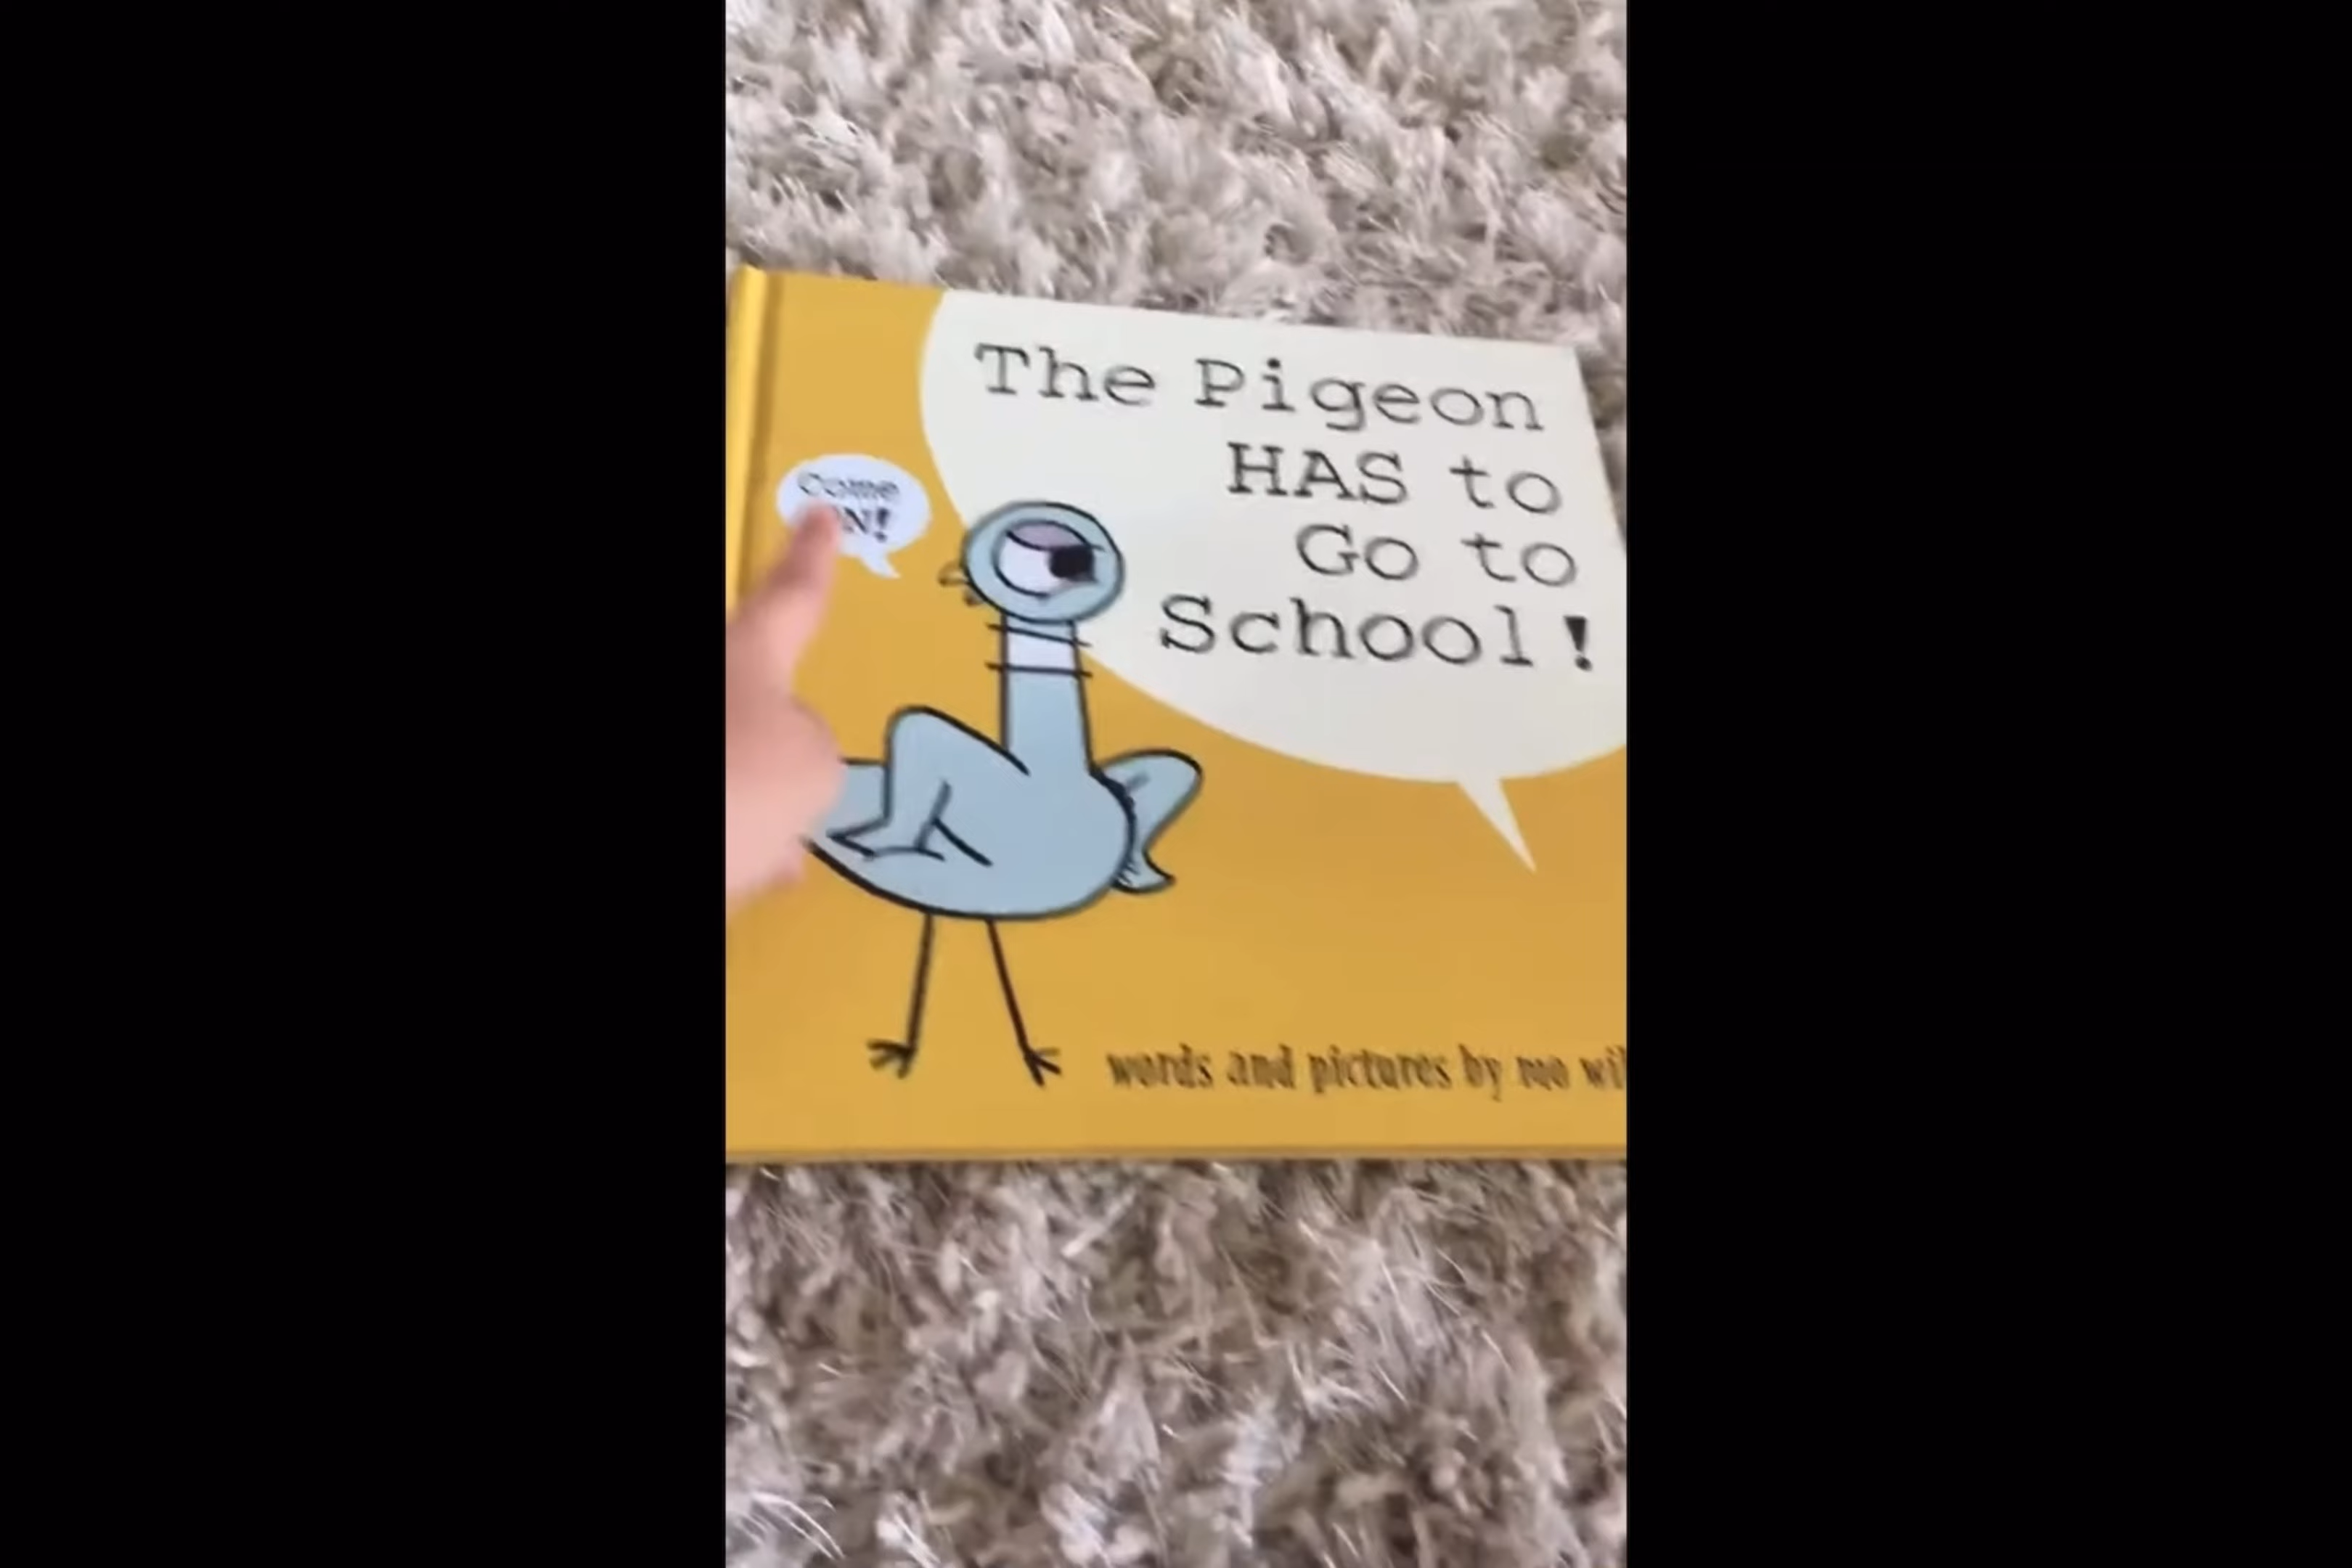 The Pigeon
HAS to
Go to
School!
Come
ON!
words and pictures by mo wil